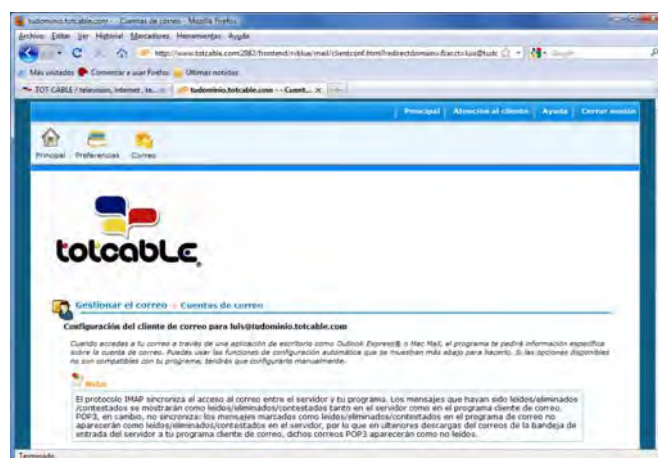 tudominio.totcable.com -- Cuentas de correo - Mozilla Firefox
Archivo Editar Ver Historial Marcadores Herramientas Ayuda
Más visitados Comenzar a usar Firefox Últimas noticias
TOT CABLE / television, internet, te...
tudominio.totcable.com -- Cuent...
Principal Atención al cliente Ayuda Cerrar sesión
Principal Preferencias Correo
totcable
Gestionar el correo Cuentas de correo
Configuración del cliente de correo para luis@tudominio.totcable.com
Cuando accedes a tu correo a través de una aplicación de escritorio como Outlook Express® o Mac Mail, el programa te pedirá información específica
sobre la cuenta de correo. Puedes usar las funciones de configuración automática que se muestran más abajo para hacerlo. Si las opciones disponibles
no son compatibles con tu programa, tendrás que configurarlo manualmente.
Nota:
El protocolo IMAP sincroniza el acceso al correo entre el servidor y tu programa. Los mensajes que hayan sido leídos/eliminados
/contestados se mostrarán como leídos/eliminados/contestados tanto en el servidor como en el programa cliente de correo.
POP3, en cambio, no sincroniza: los mensajes marcados como leídos/eliminados/contestados en el programa de correo no
aparecerán como leídos/eliminados/contestados en el servidor, por lo que en ulteriores descargas del correos de la bandeja de
entrada del servidor a tu programa cliente de correo, dichos correos POP3 aparecerán como no leídos.
Terminado